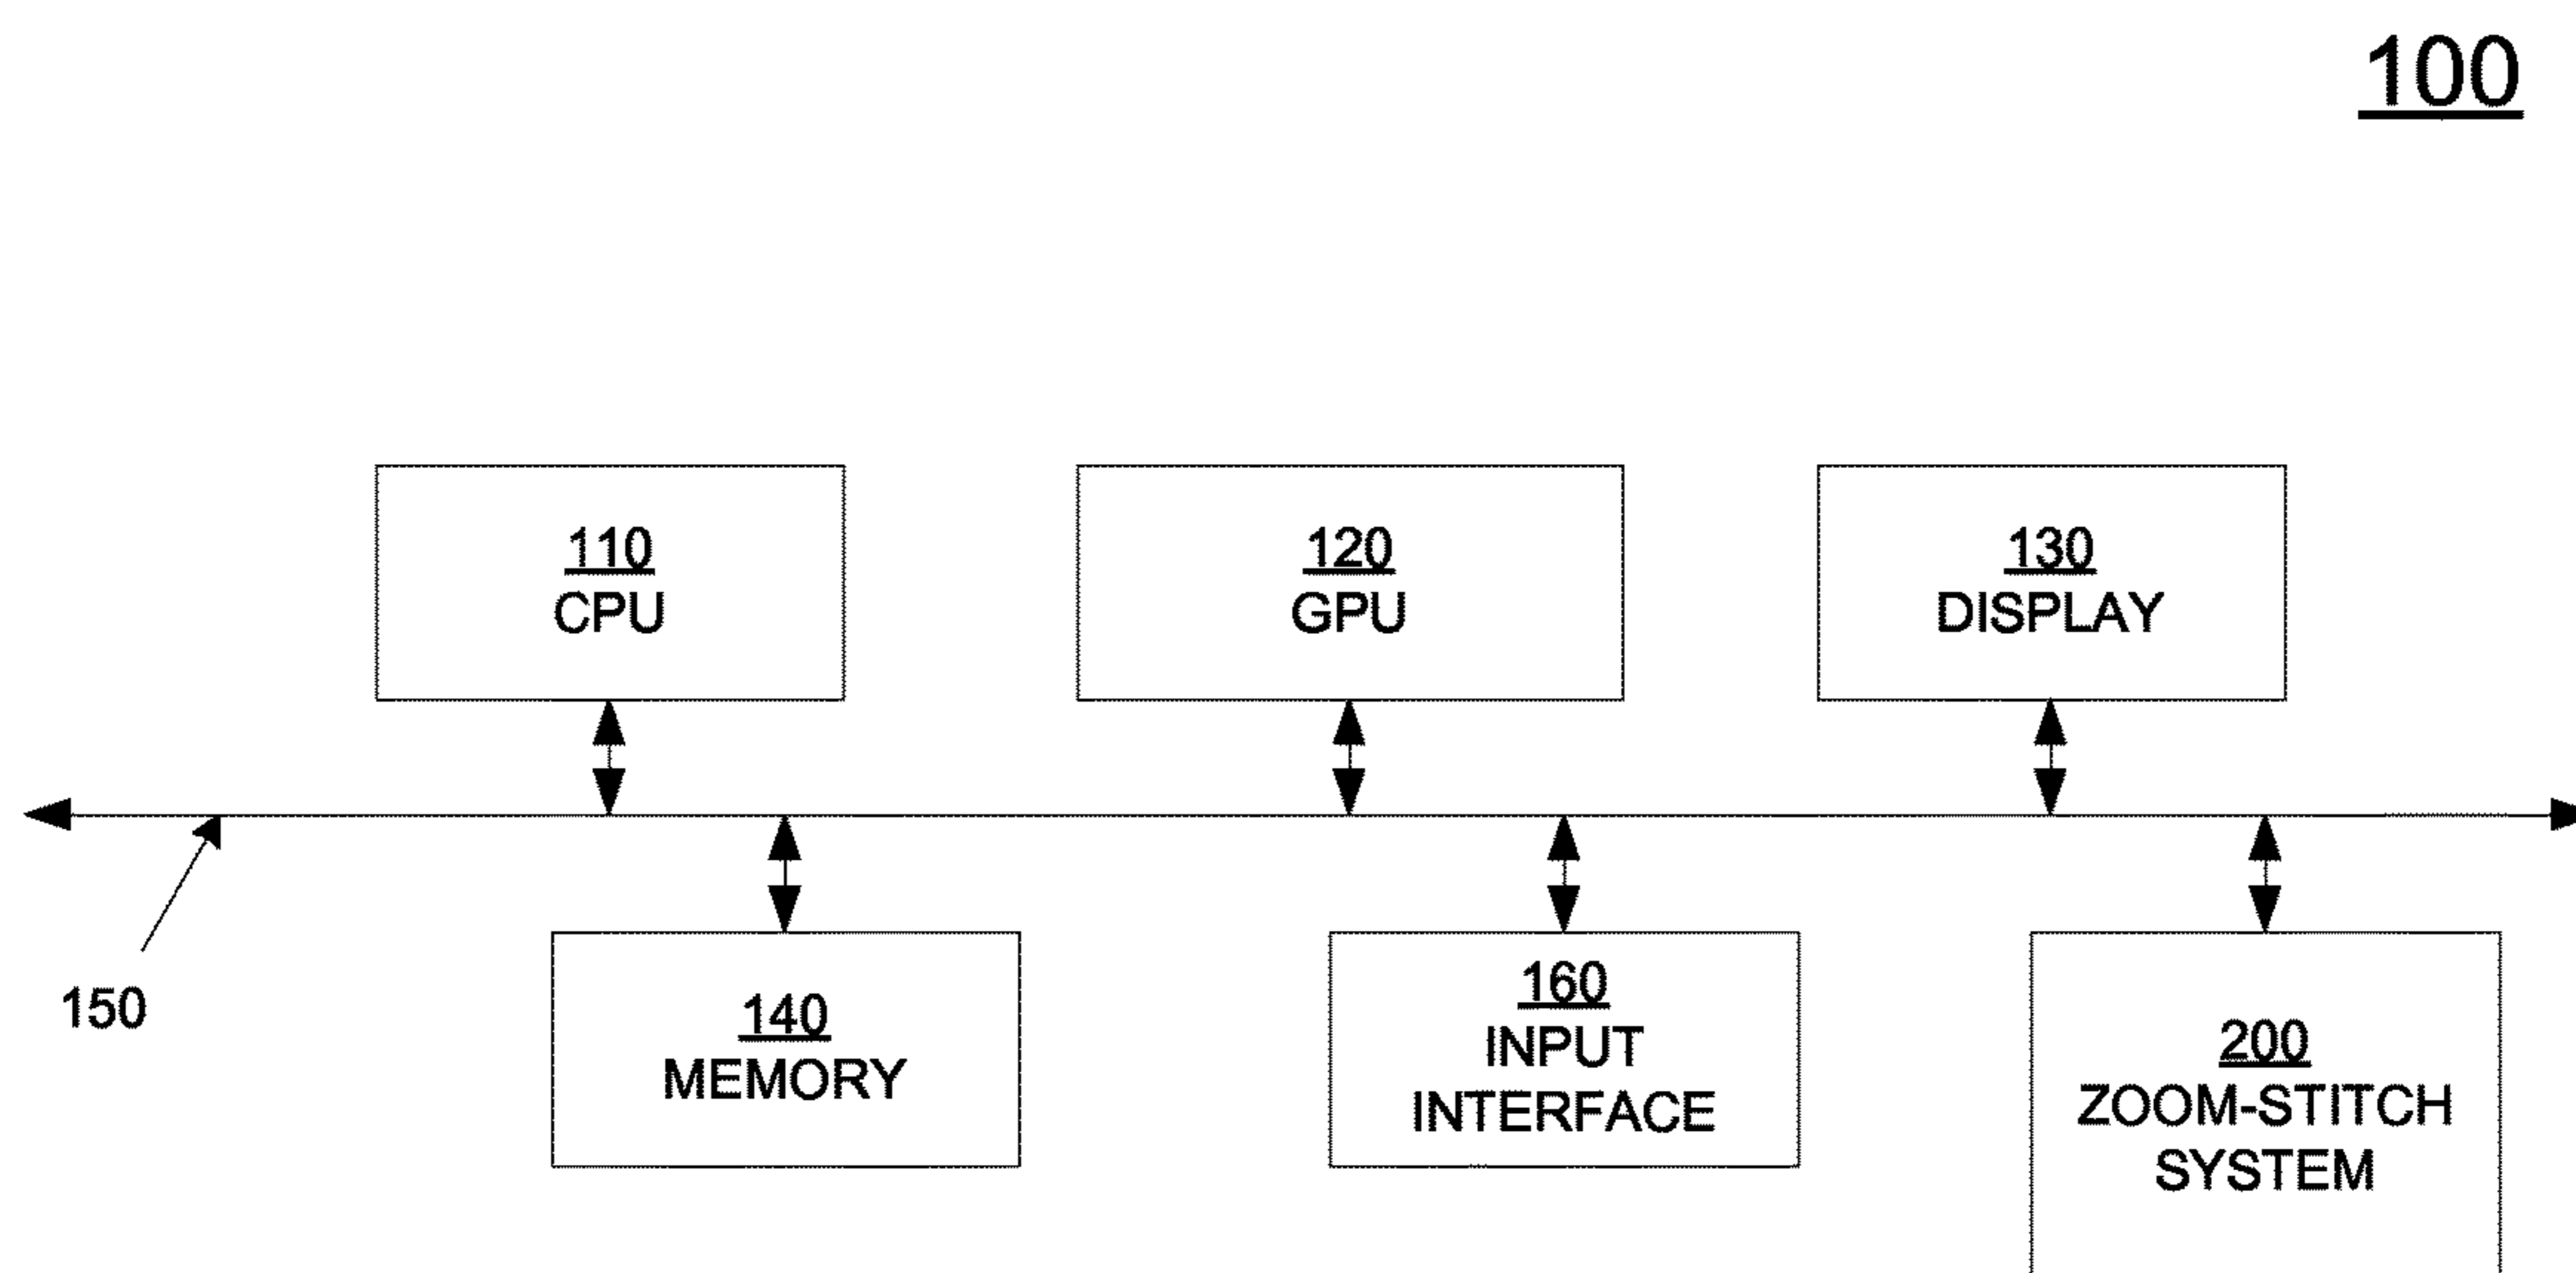 100
110
CPU
120
GPU
130
DISPLAY
150
140
MEMORY
160
INPUT
INTERFACE
200
ZOOM-STITCH
SYSTEM